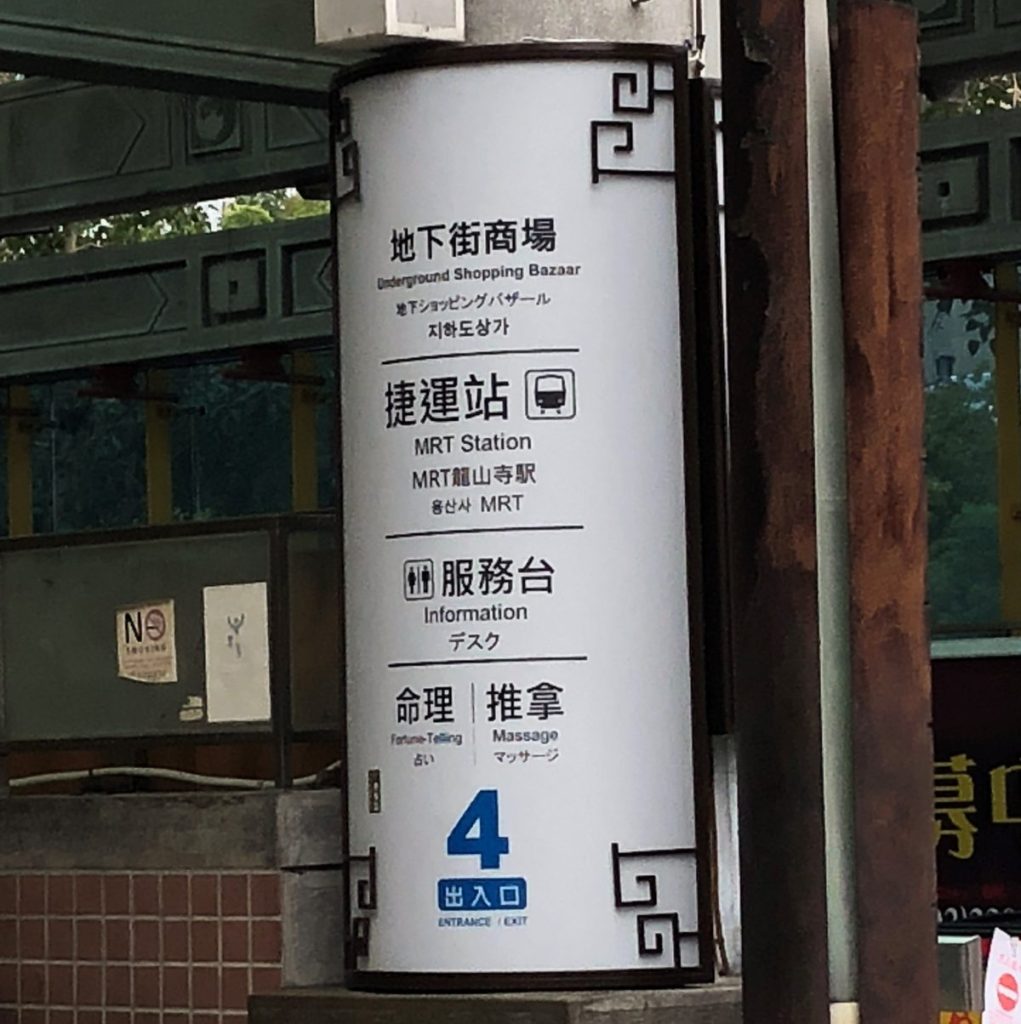 地下街商場
Underground Shopping Bazaar
地下ショッピングバザール
지하도상가
捷運站
MRT Station
MRT龍山寺駅
용산사 MRT
服務台
Information
デスク
命理 | 推拿
Fortune-Telling Massage
占い マッサージ
4
出入口
ENTRANCE / EXIT
NO
SMOKING
募